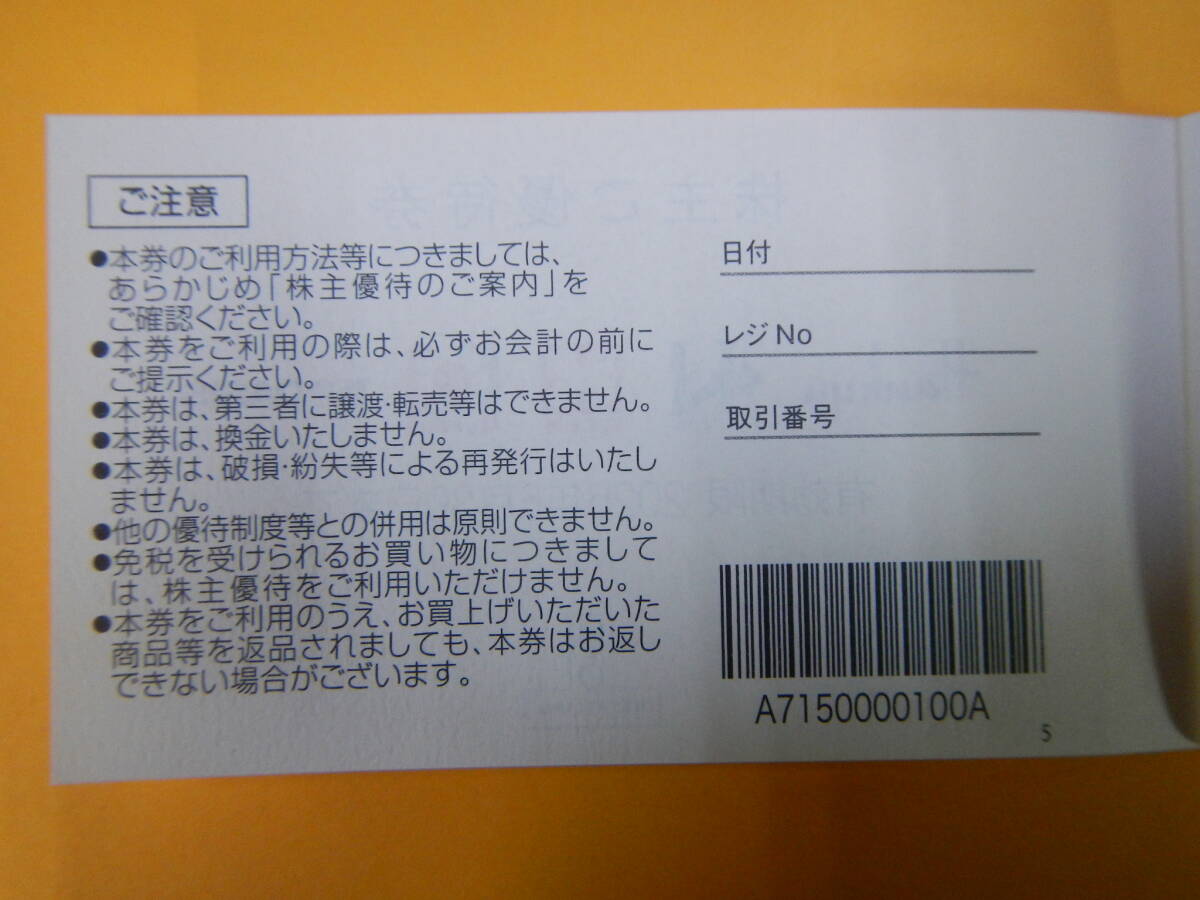 ご注意
●本券のご利用方法等につきましては、
あらかじめ「株主優待のご案内」を
ご確認ください。
●本券をご利用の際は、必ずお会計の前に
ご提示ください。
●本券は、第三者に譲渡・転売等はできません。
●本券は、換金いたしません。
●本券は、破損・紛失等による再発行はいたし
ません。
●他の優待制度等との併用は原則できません。
●免税を受けられるお買い物につきまして
は、株主優待をご利用いただけません。
●本券をご利用のうえ、お買上げいただいた
商品等を返品されましても、本券はお返し
できない場合がございます。
日付
レジNo
取引番号
A7150000100A
5
株主ご優待券